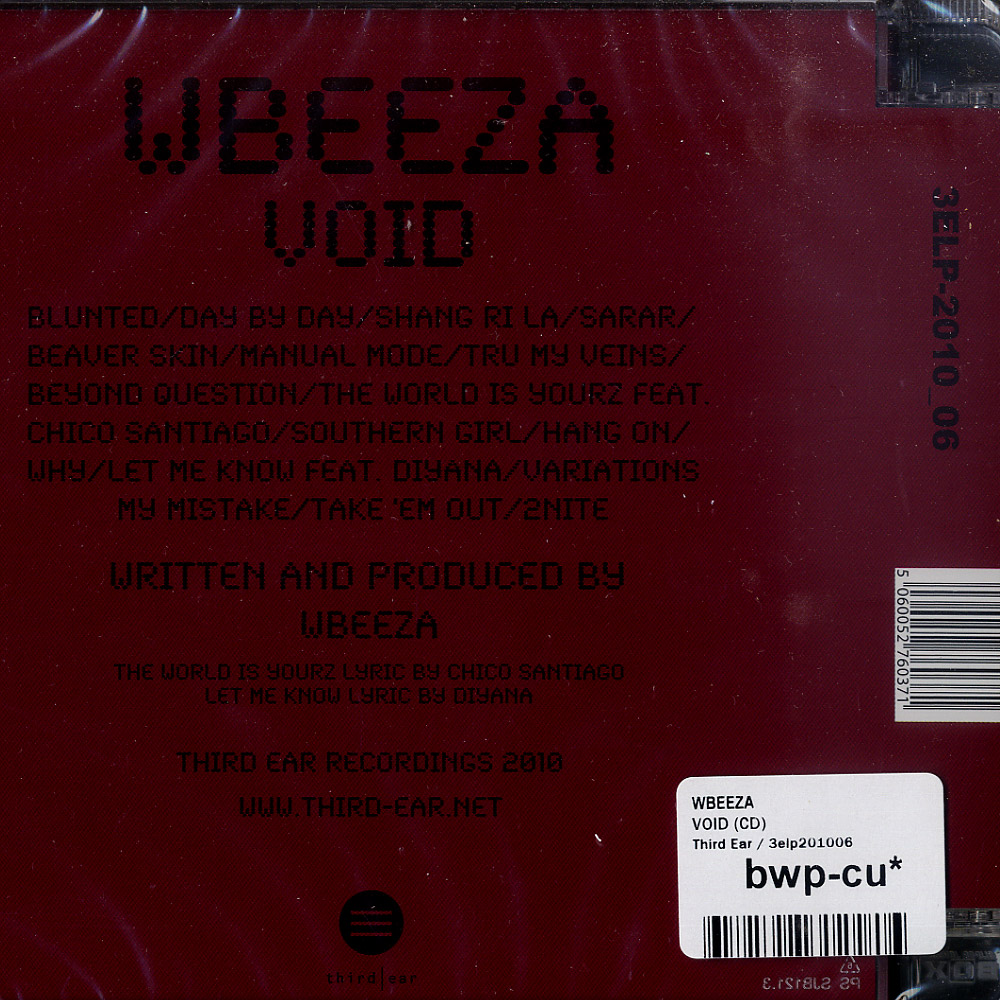 WBEEZA
VOID
BLUNTED/DAY BY DAY/SHANG RI LA/SARAR/
BEAVER SKIN/MANUAL MODE/TRU MY VEINS/
BEYOND QUESTION/THE WORLD IS YOURZ FEAT.
CHICO SANTIAGO/SOUTHERN GIRL/HANG ON/
WHY/LET ME KNOW FEAT. DIYANA/VARIATIONS
MY MISTAKE/TAKE 'EM OUT/2NITE
WRITTEN AND PRODUCED BY
WBEEZA
THE WORLD IS YOURZ LYRIC BY CHICO SANTIAGO
LET ME KNOW LYRIC BY DIYANA
THIRD EAR RECORDINGS 2010
WWW.THIRD-EAR.NET
third|ear
3ELP-2010_06
5 060052 760371
WBEEZA
VOID (CD)
Third Ear / 3elp201006
bwp-cu*
PS SJB121.3